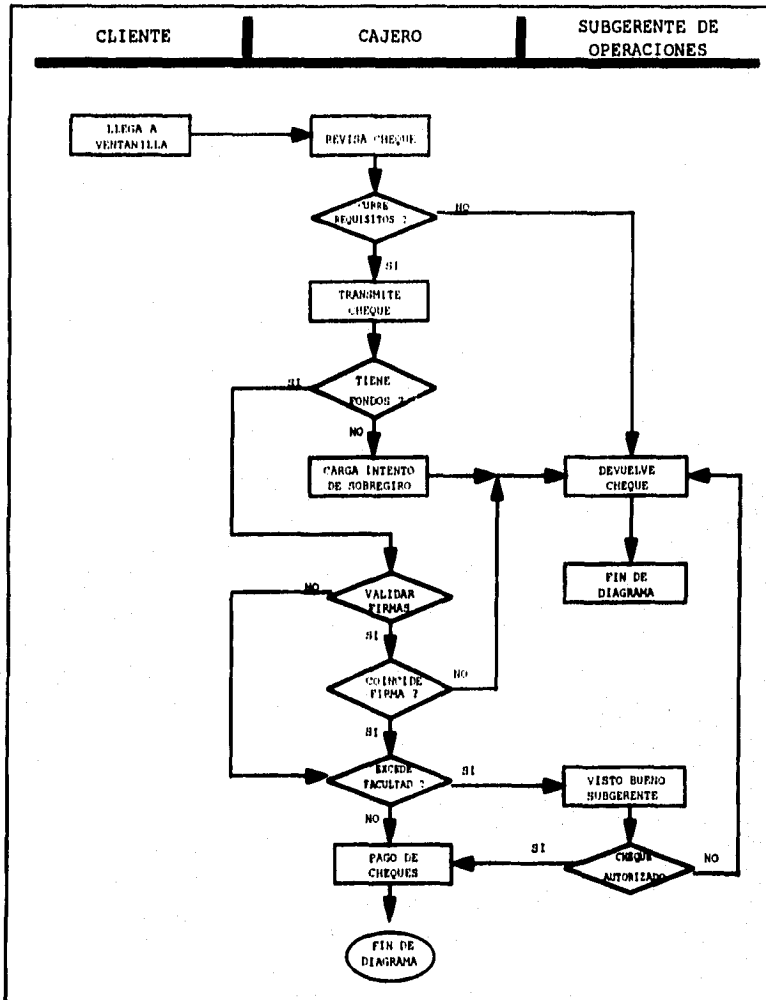 CLIENTE
CAJERO
SUBGERENTE DE
OPERACIONES
LLEGA A
VENTANILLA
REVISA CHEQUE
CUBRE
REQUISITOS ?
NO
SI
TRANSMITE
CHEQUE
SI
TIENE
FONDOS ?
NO
CARGA INTENTO
DE SOBREGIRO
DEVUELVE
CHEQUE
FIN DE
DIAGRAMA
NO
VALIDAR
FIRMAS
SI
COINCIDE
FIRMA ?
NO
SI
EXCEDE
FACULTAD ?
SI
VISTO BUENO
SUBGERENTE
NO
PAGO DE
CHEQUES
SI
CHEQUE
AUTORIZADO
NO
FIN DE
DIAGRAMA